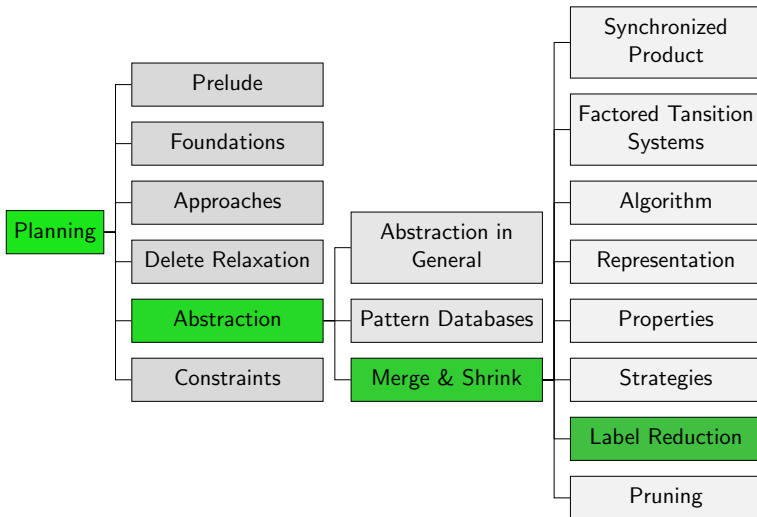 Planning
Prelude
Foundations
Approaches
Delete Relaxation
Abstraction
Constraints
Abstraction in
General
Pattern Databases
Merge & Shrink
Synchronized
Product
Factored Tansition
Systems
Algorithm
Representation
Properties
Strategies
Label Reduction
Pruning